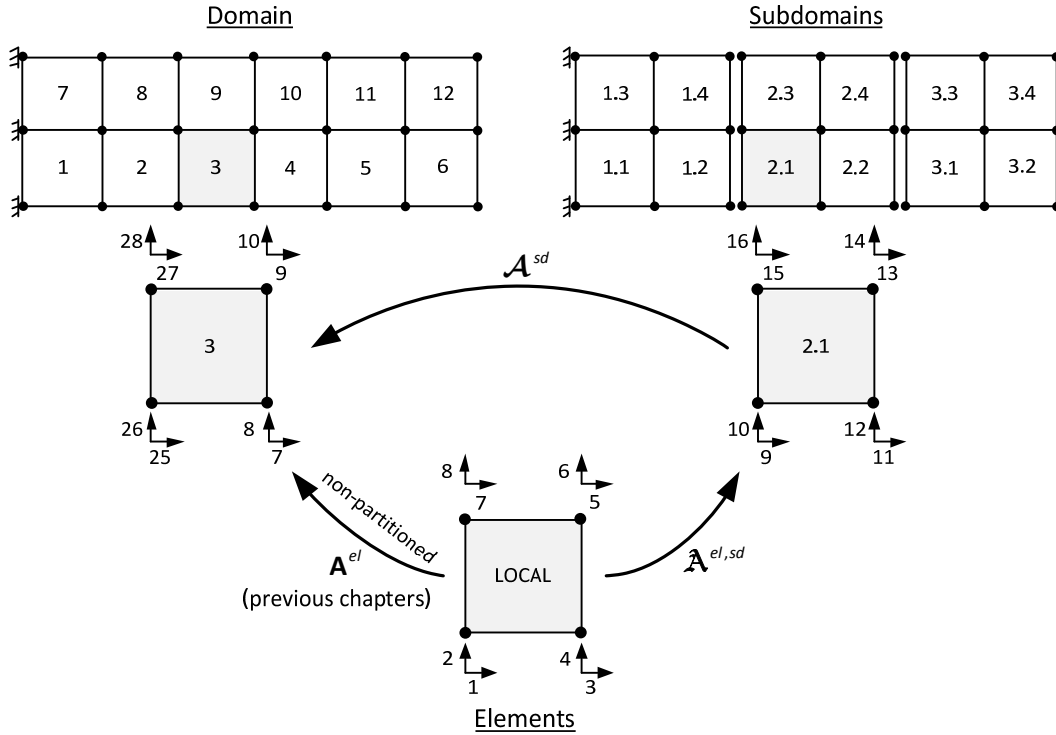 Domain Subdomains
7 8 9 10 11 12 1.3 1.4 2.3 2.4 3.3 3.4
1 2 3 4 5 6 1.1 1.2 2.1 2.2 3.1 3.2
28 10 16 14
27 9 15 13
𝒜 sd
3 2.1
26 8 10 12
25 7 9 11
8 6
7 5
non-partitioned
A el
(previous chapters)
LOCAL
𝒜̂ el,sd
2 4
1 3
Elements